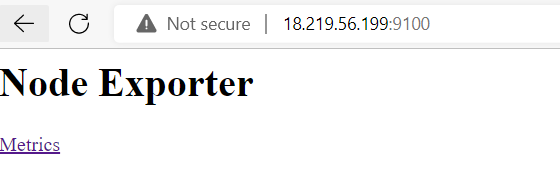 Not secure | 18.219.56.199:9100
Node Exporter
Metrics